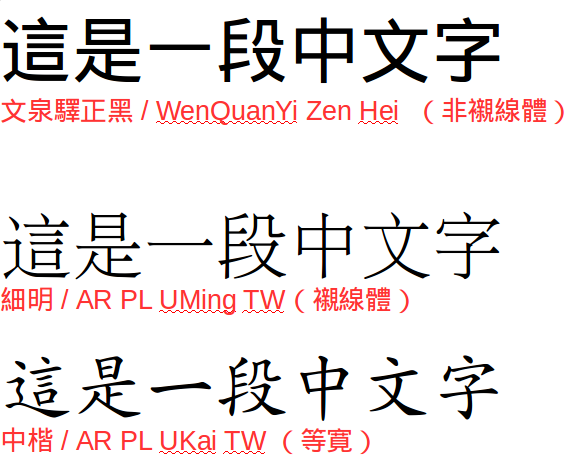 這是一段中文字
文泉驛正黑 / WenQuanYi Zen Hei （非襯線體）
這是一段中文字
細明 / AR PL UMing TW（襯線體）
這是一段中文字
中楷 / AR PL UKai TW （等寬）